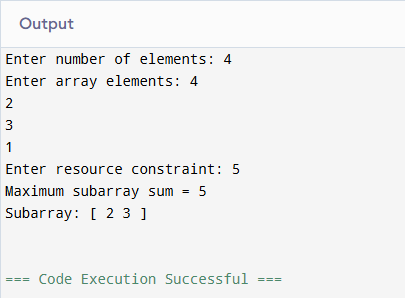 Output
Enter number of elements: 4
Enter array elements: 4
2
3
1
Enter resource constraint: 5
Maximum subarray sum = 5
Subarray: [ 2 3 ]
=== Code Execution Successful ===